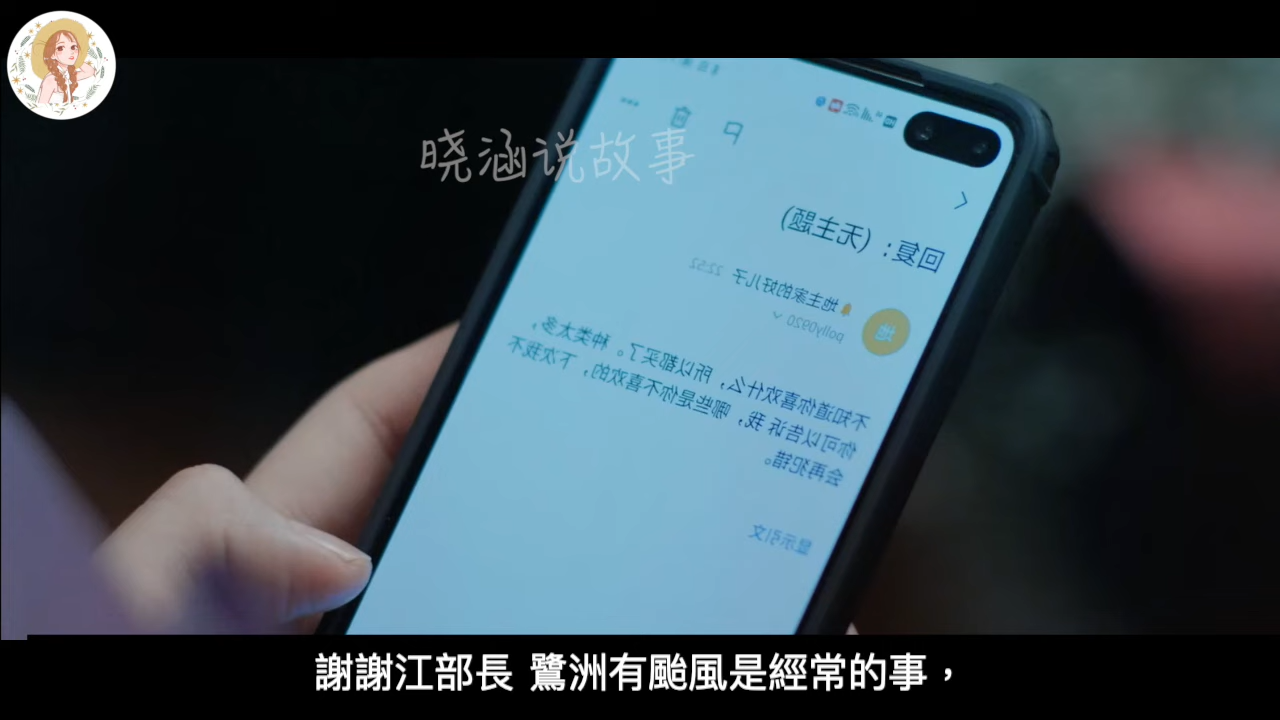 晓涵说故事
回复：(无主题)
地主家的好儿子 22:52
polly0920
地
不知道你喜欢什么，所以都买了。种类太多，
你可以告诉 我，哪些是你不喜欢的，下次我不
会再犯错。
显示引文
謝謝江部長 鷺洲有颱風是經常的事，